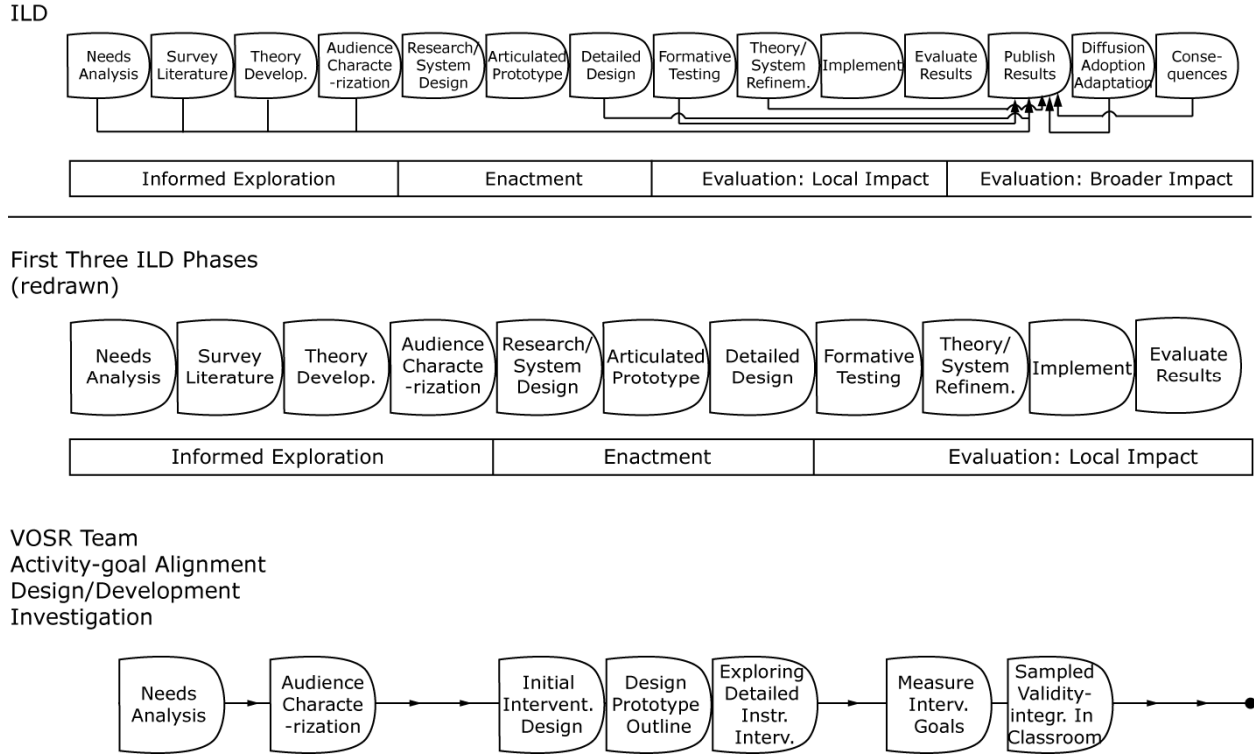 ILD
Needs
Analysis
Survey
Literature
Theory
Develop.
Audience
Characte
-rization
Research/
System
Design
Articulated
Prototype
Detailed
Design
Formative
Testing
Theory/
System
Refinem.
Implement
Evaluate
Results
Publish
Results
Diffusion
Adoption
Adaptation
Conse-
quences
Informed Exploration
Enactment
Evaluation: Local Impact
Evaluation: Broader Impact
First Three ILD Phases
(redrawn)
Needs
Analysis
Survey
Literature
Theory
Develop.
Audience
Characte
-rization
Research/
System
Design
Articulated
Prototype
Detailed
Design
Formative
Testing
Theory/
System
Refinem.
Implement
Evaluate
Results
Informed Exploration
Enactment
Evaluation: Local Impact
VOSR Team
Activity-goal Alignment
Design/Development
Investigation
Needs
Analysis
Audience
Characte
-rization
Initial
Intervent.
Design
Design
Prototype
Outline
Exploring
Detailed
Instr.
Interv.
Measure
Interv.
Goals
Sampled
Validity-
integr. In
Classroom